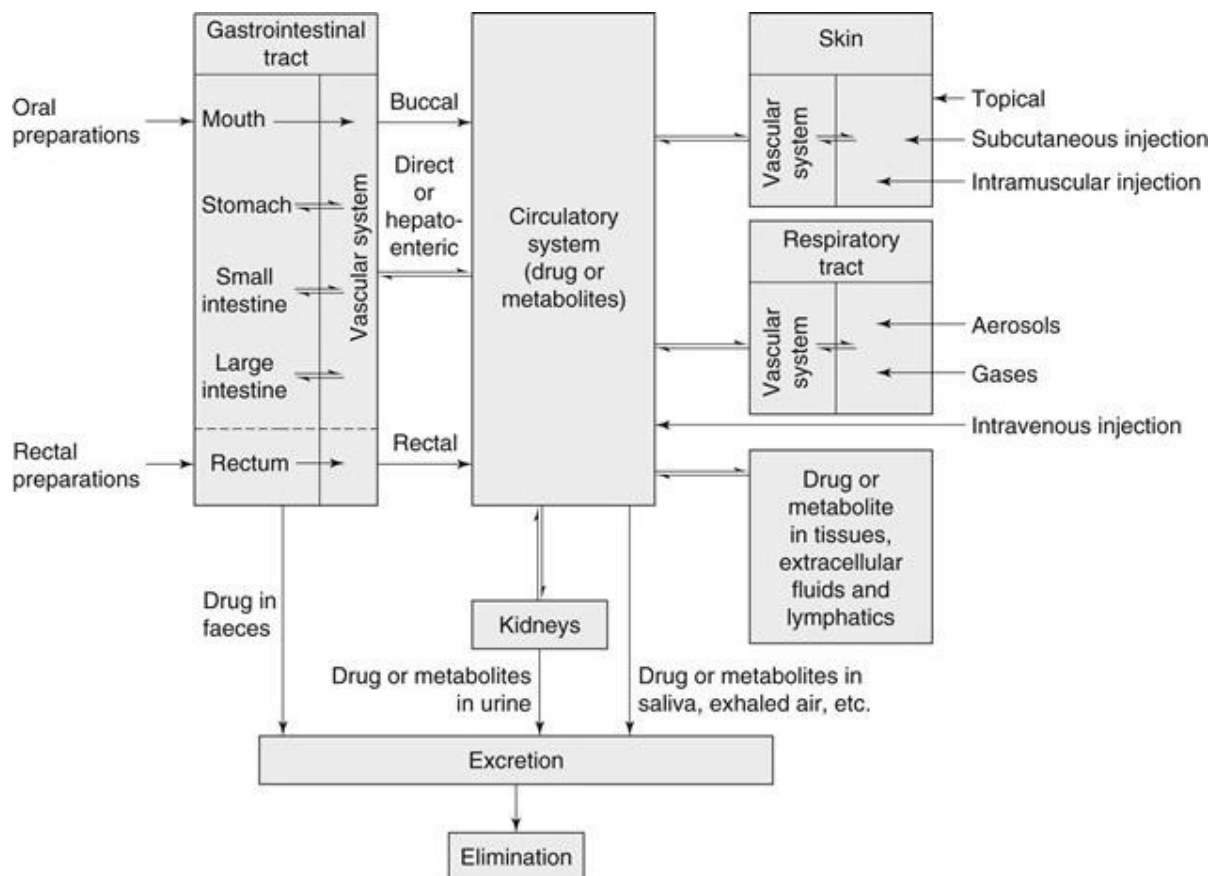 Gastrointestinal
tract
Oral
preparations
Mouth
Stomach
Small
intestine
Large
intestine
Vascular system
Rectal
preparations
Rectum
Buccal
Direct
or
hepato-
enteric
Rectal
Circulatory
system
(drug or
metabolites)
Skin
Vascular
system
Topical
Subcutaneous injection
Intramuscular injection
Respiratory
tract
Vascular
system
Aerosols
Gases
Intravenous injection
Drug or
metabolite
in tissues,
extracellular
fluids and
lymphatics
Drug in
faeces
Kidneys
Drug or metabolites
in urine
Drug or metabolites in
saliva, exhaled air, etc.
Excretion
Elimination